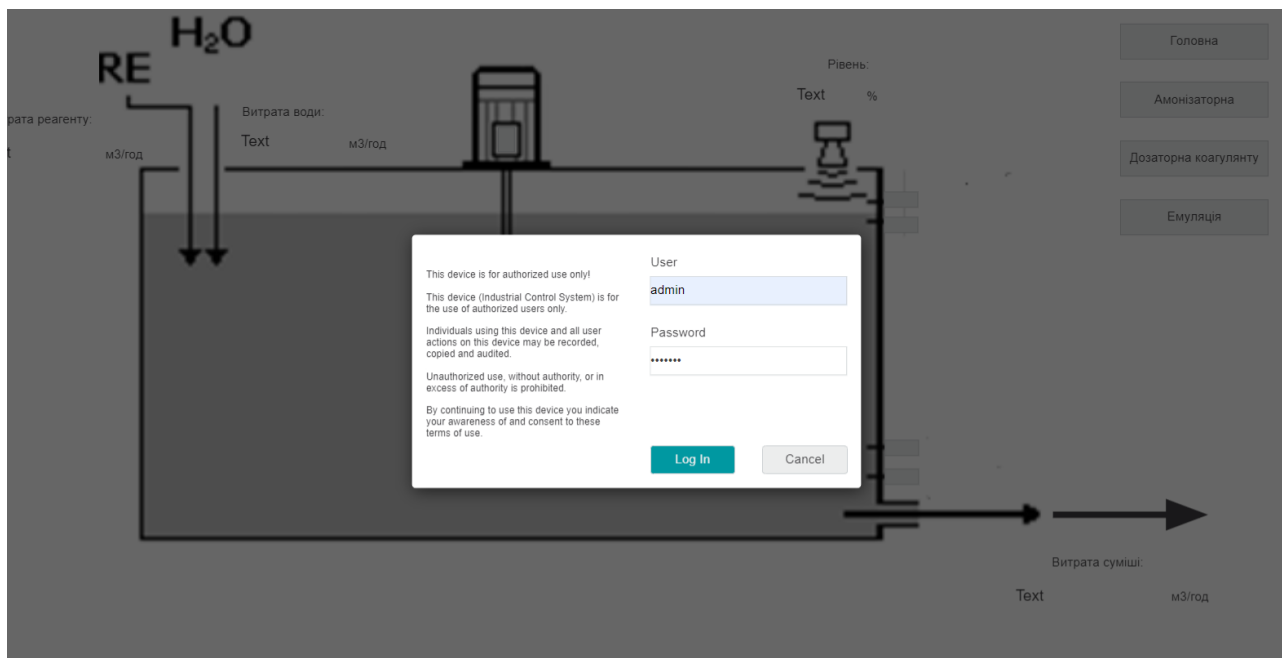 H₂O
RE
Головна
Рівень:
Text %
Амонізаторна
Витрата води:
рата реагенту:
Text м3/год
t м3/год
Дозаторна коагулянту
Емуляція
This device is for authorized use only!
This device (Industrial Control System) is for
the use of authorized users only.
Individuals using this device and all user
actions on this device may be recorded,
copied and audited.
Unauthorized use, without authority, or in
excess of authority is prohibited.
By continuing to use this device you indicate
your awareness of and consent to these
terms of use.
User
admin
Password
•••••••
Log In
Cancel
Витрата суміші:
Text м3/год